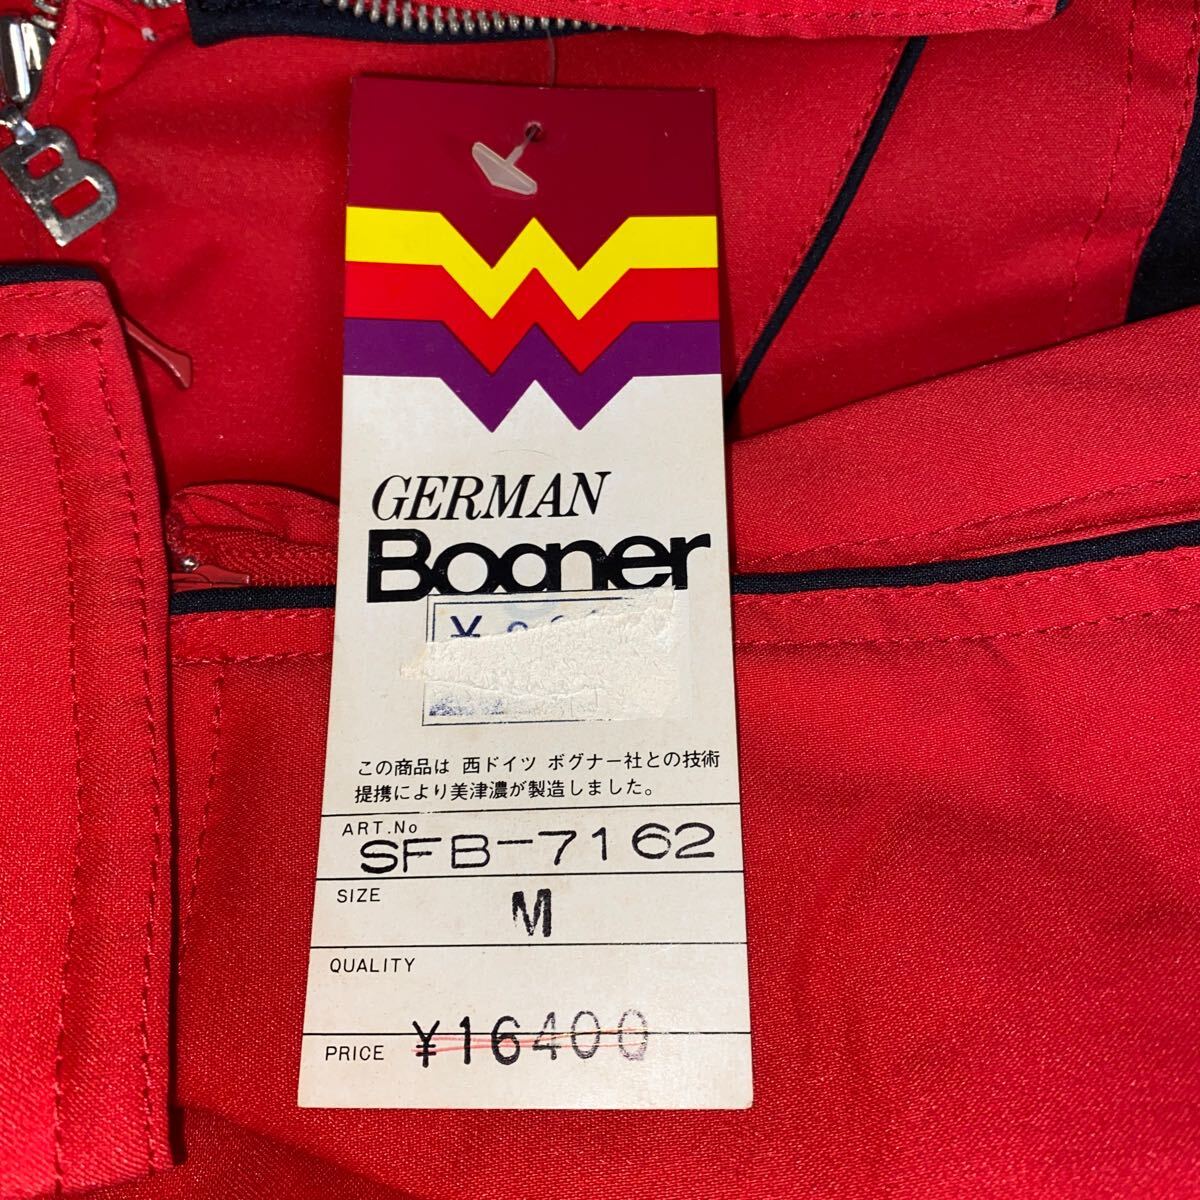 B
GERMAN
Bogner
¥
この商品は 西ドイツ ボグナー社との技術
提携により美津濃が製造しました。
ART.No
SFB-7162
SIZE
M
QUALITY
PRICE ¥16400